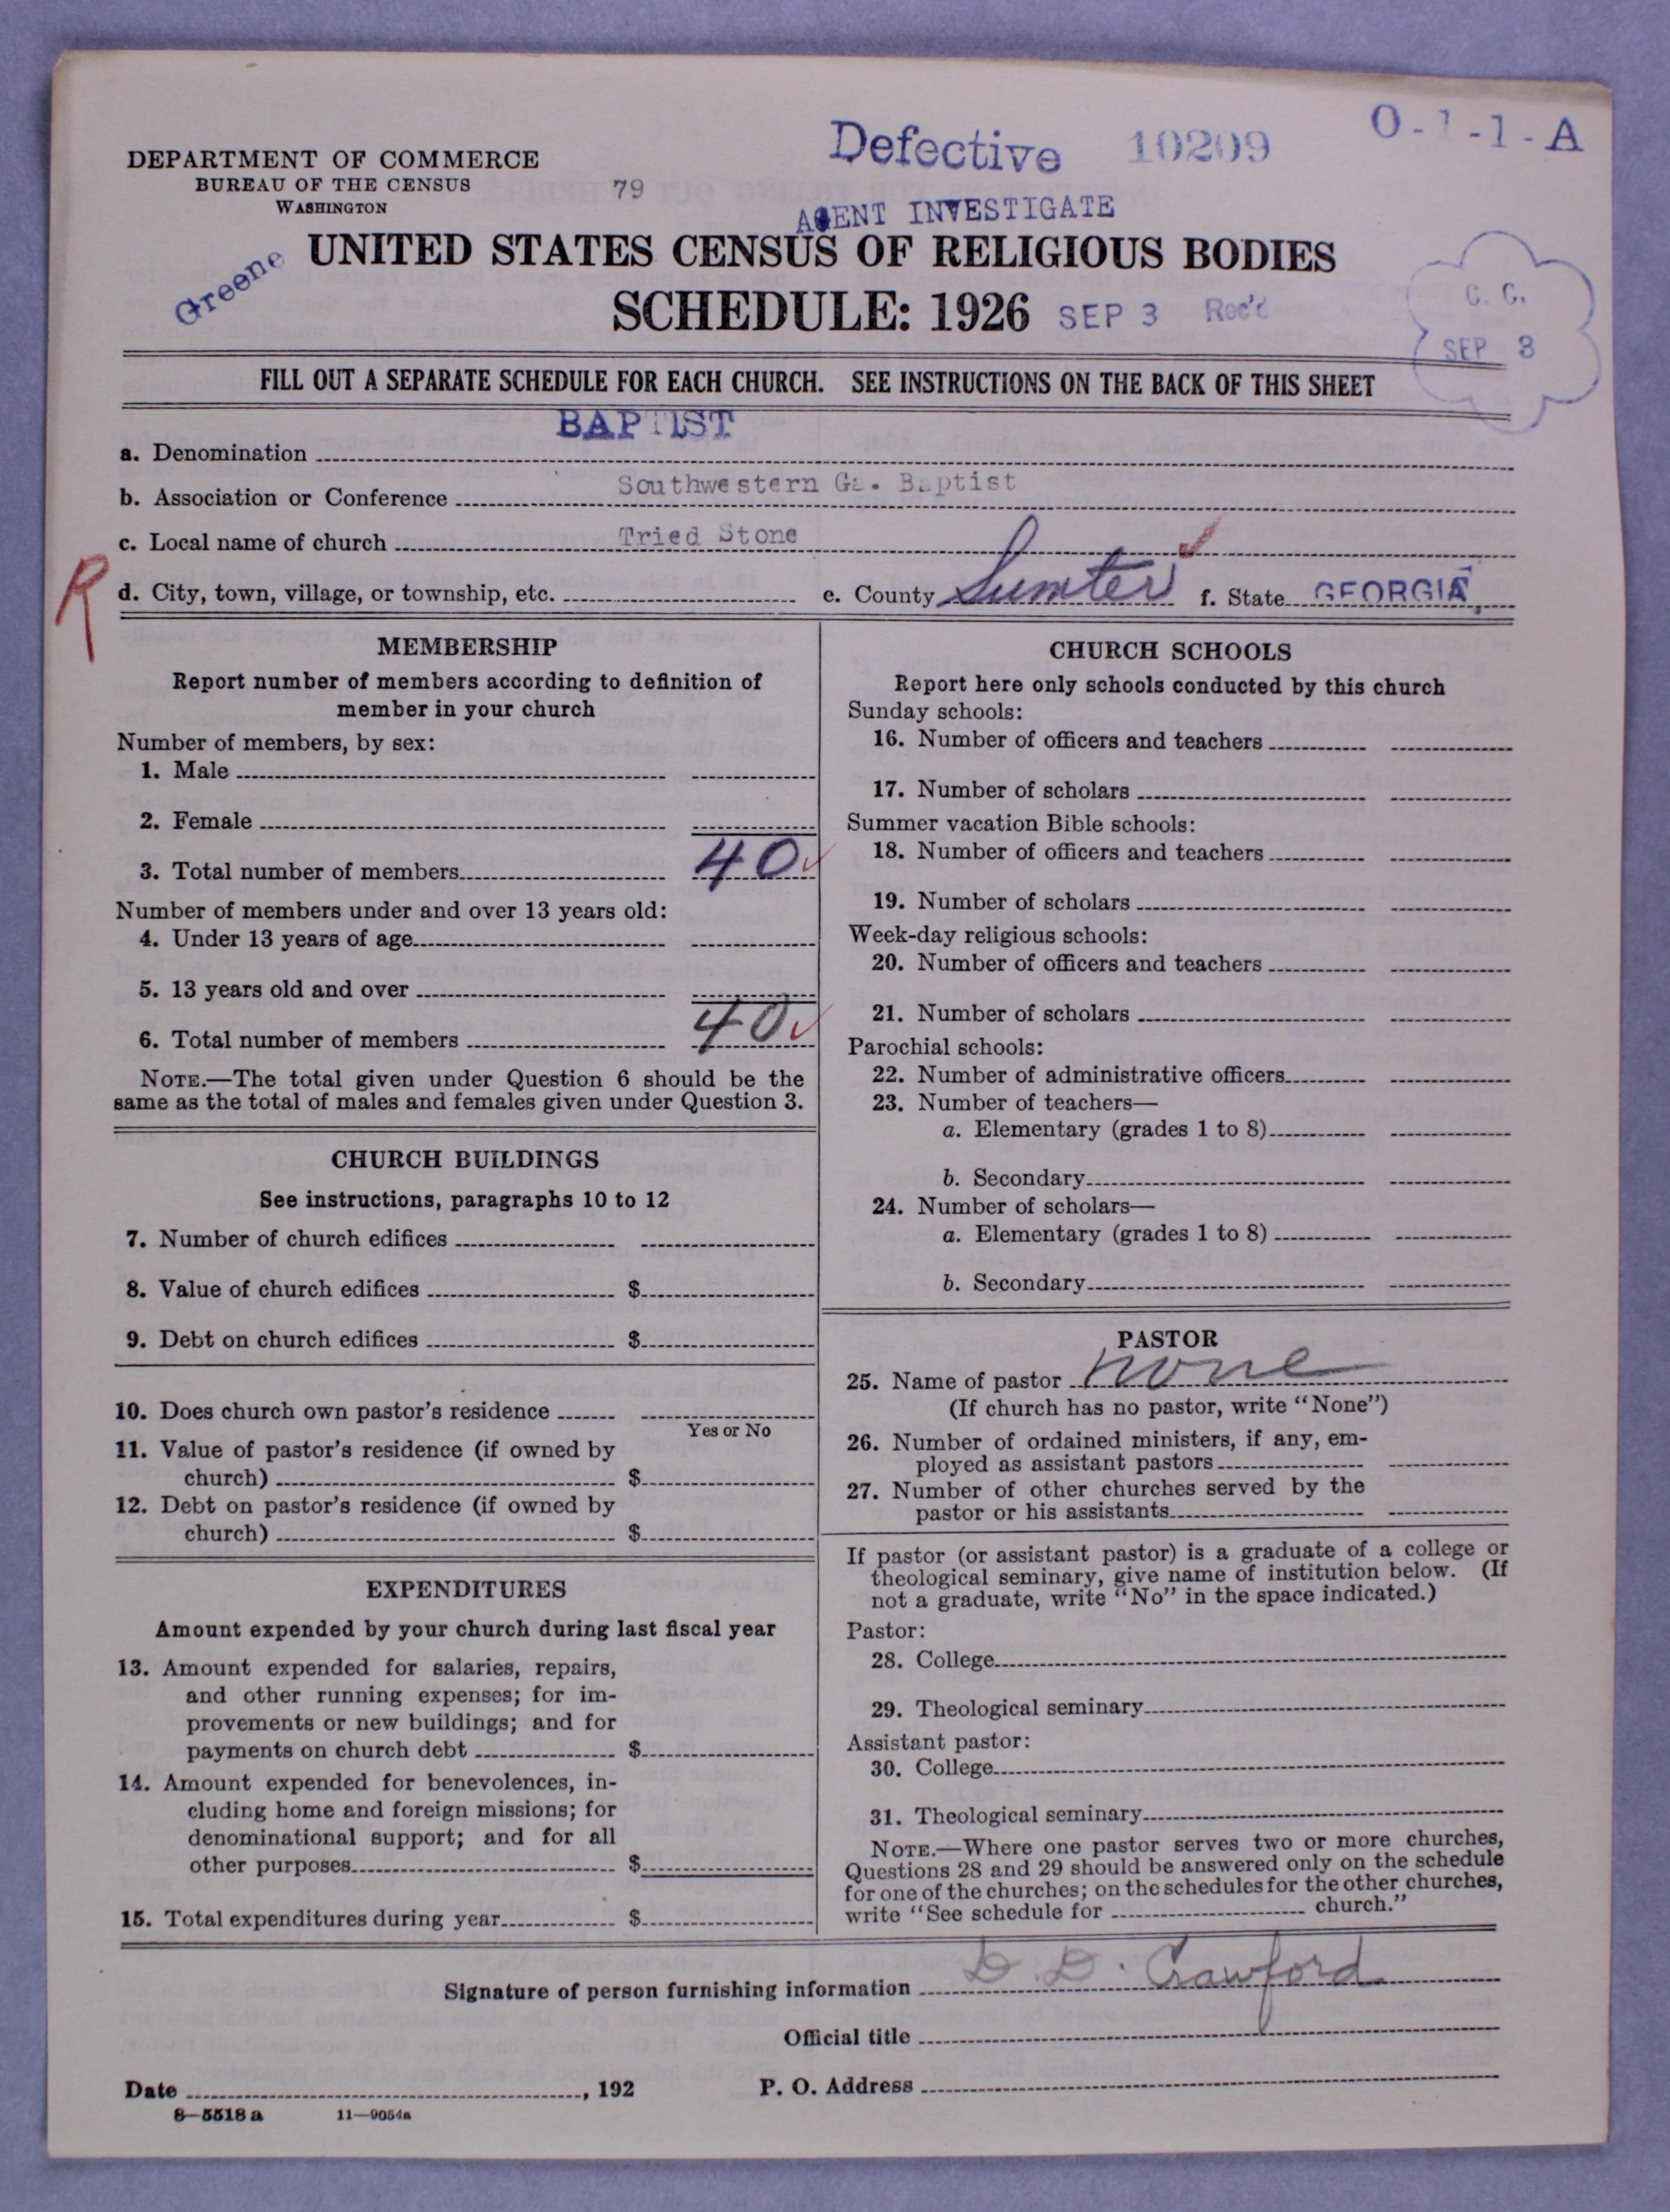 O-1-1-A
Defective 10209
DEPARTMENT OF COMMERCE
BUREAU OF THE CENSUS
WASHINGTON
79
AGENT INVESTIGATE
Greene
UNITED STATES CENSUS OF RELIGIOUS BODIES
SCHEDULE: 1926 SEP 3 Rec'd
C. C.
SEP 3
FILL OUT A SEPARATE SCHEDULE FOR EACH CHURCH. SEE INSTRUCTIONS ON THE BACK OF THIS SHEET
a. Denomination BAPTIST
b. Association or Conference Southwestern Ga. Baptist
c. Local name of church Tried Stone
R
d. City, town, village, or township, etc. e. County Sumter f. State GEORGIA
MEMBERSHIP
Report number of members according to definition of
member in your church
Number of members, by sex:
1. Male
2. Female
3. Total number of members 40
Number of members under and over 13 years old:
4. Under 13 years of age
5. 13 years old and over
6. Total number of members 40
NOTE.—The total given under Question 6 should be the
same as the total of males and females given under Question 3.
CHURCH BUILDINGS
See instructions, paragraphs 10 to 12
7. Number of church edifices
8. Value of church edifices $
9. Debt on church edifices $
10. Does church own pastor's residence
Yes or No
11. Value of pastor's residence (if owned by
church) $
12. Debt on pastor's residence (if owned by
church) $
EXPENDITURES
Amount expended by your church during last fiscal year
13. Amount expended for salaries, repairs,
and other running expenses; for im-
provements or new buildings; and for
payments on church debt $
14. Amount expended for benevolences, in-
cluding home and foreign missions; for
denominational support; and for all
other purposes $
15. Total expenditures during year $
CHURCH SCHOOLS
Report here only schools conducted by this church
Sunday schools:
16. Number of officers and teachers
17. Number of scholars
Summer vacation Bible schools:
18. Number of officers and teachers
19. Number of scholars
Week-day religious schools:
20. Number of officers and teachers
21. Number of scholars
Parochial schools:
22. Number of administrative officers
23. Number of teachers—
a. Elementary (grades 1 to 8)
b. Secondary
24. Number of scholars—
a. Elementary (grades 1 to 8)
b. Secondary
PASTOR
25. Name of pastor none
(If church has no pastor, write "None")
26. Number of ordained ministers, if any, em-
ployed as assistant pastors
27. Number of other churches served by the
pastor or his assistants
If pastor (or assistant pastor) is a graduate of a college or
theological seminary, give name of institution below. (If
not a graduate, write "No" in the space indicated.)
Pastor:
28. College
29. Theological seminary
Assistant pastor:
30. College
31. Theological seminary
NOTE.—Where one pastor serves two or more churches,
Questions 28 and 29 should be answered only on the schedule
for one of the churches; on the schedules for the other churches,
write "See schedule for church."
Signature of person furnishing information D. D. Crawford
Official title
Date , 192 P. O. Address
8—5518 a 11—9054a